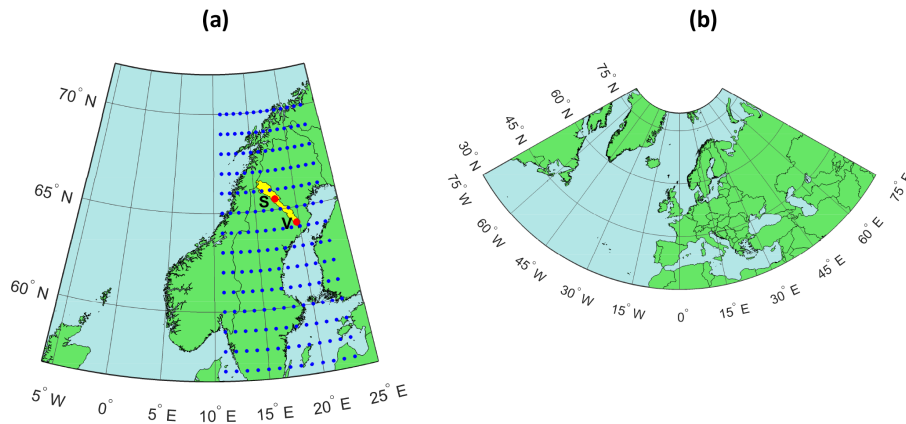 (a)
(b)
70° N
65° N
60° N
S
V
5° W
0°
5° E
10° E
15° E
20° E
25° E
75° N
60° N
45° N
30° N
75° W
60° W
45° W
30° W
15° W
0°
15° E
30° E
45° E
60° E
75° E